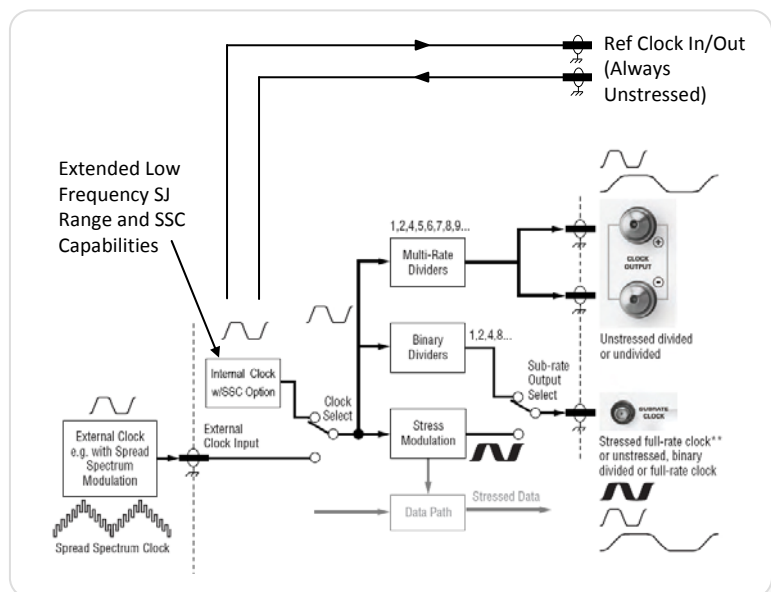 Ref Clock In/Out
(Always
Unstressed)
Extended Low
Frequency SJ
Range and SSC
Capabilities
1,2,4,5,6,7,8,9...
Multi-Rate
Dividers
+
CLOCK
OUTPUT
-
Unstressed divided
or undivided
Binary
Dividers
1,2,4,8...
Internal Clock
w/SSC Option
Clock
Select
Sub-rate
Output
Select
External
Clock Input
External Clock
e.g. with Spread
Spectrum
Modulation
Stress
Modulation
SUBRATE
CLOCK
Stressed full-rate clock**
or unstressed, binary
divided or full-rate clock
Stressed Data
Data Path
Spread Spectrum Clock